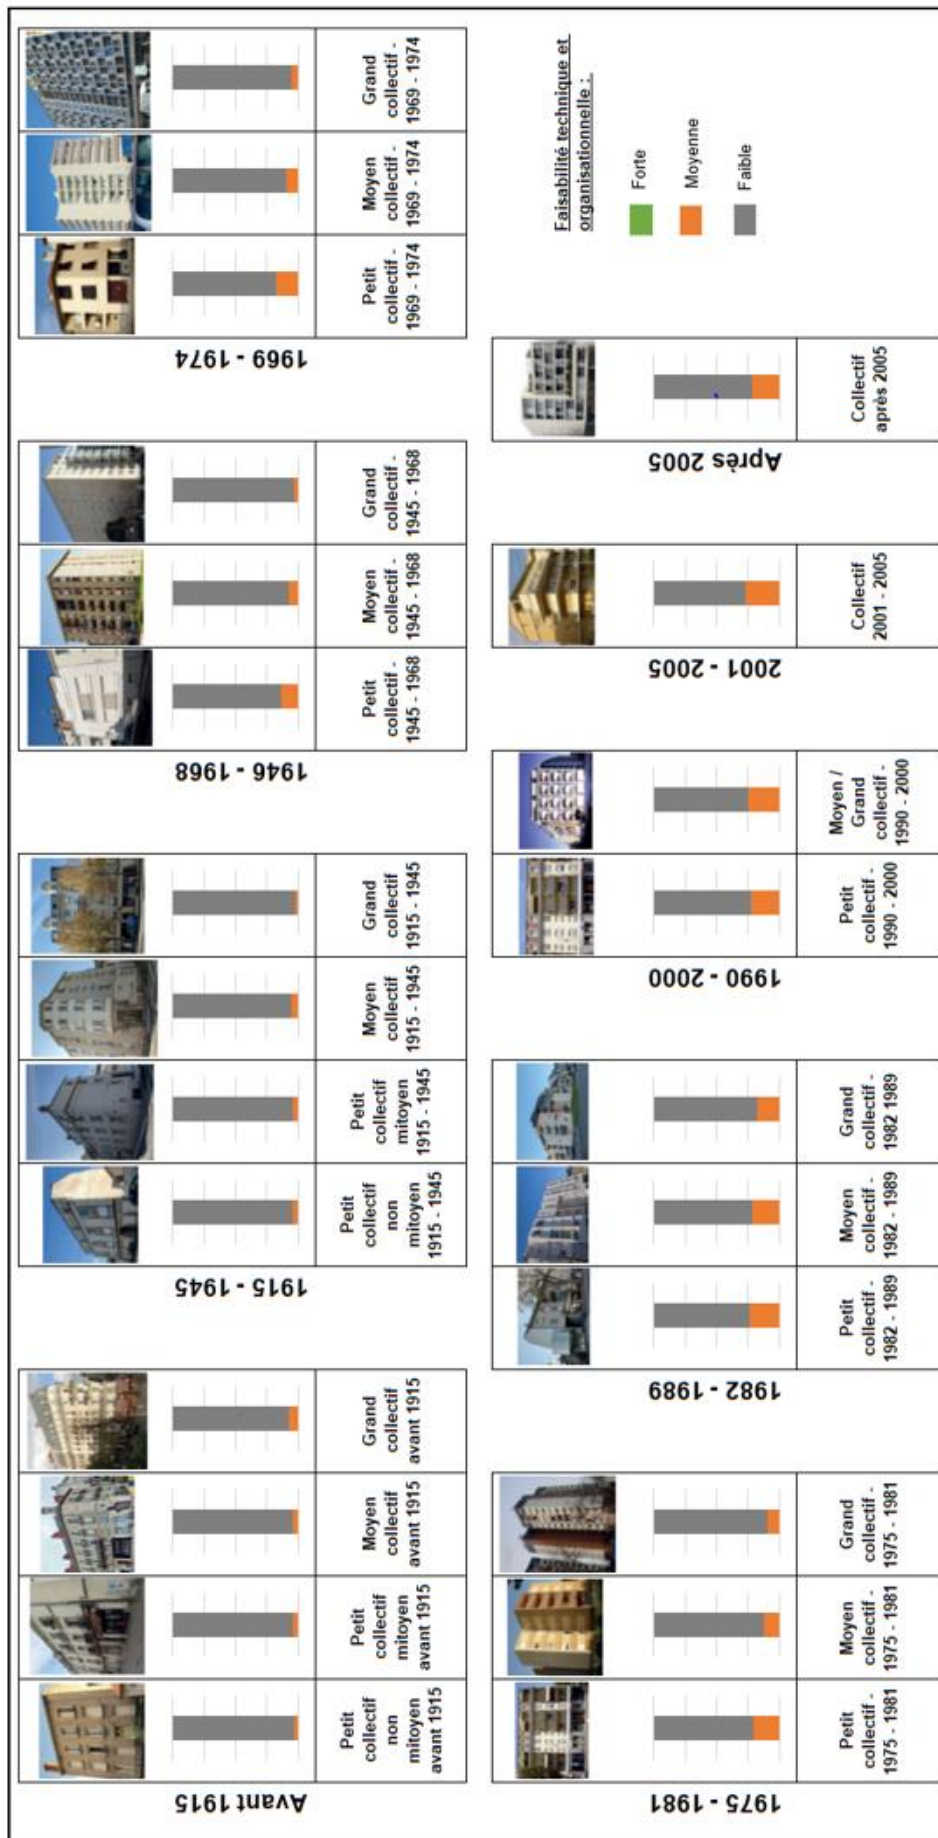 Avant 1915
Petit
collectif
non
mitoyen
avant 1915
Petit
collectif
mitoyen
avant 1915
Moyen
collectif
avant 1915
Grand
collectif
avant 1915
1915 - 1945
Petit
collectif
non
mitoyen
1915 - 1945
Petit
collectif
mitoyen
1915 - 1945
Moyen
collectif
1915 - 1945
Grand
collectif
1915 - 1945
1946 - 1968
Petit
collectif -
1945 - 1968
Moyen
collectif -
1945 - 1968
Grand
collectif -
1945 - 1968
1969 - 1974
Petit
collectif -
1969 - 1974
Moyen
collectif -
1969 - 1974
Grand
collectif -
1969 - 1974
1975 - 1981
Petit
collectif -
1975 - 1981
Moyen
collectif -
1975 - 1981
Grand
collectif -
1975 - 1981
1982 - 1989
Petit
collectif -
1982 - 1989
Moyen
collectif -
1982 - 1989
Grand
collectif -
1982 1989
1990 - 2000
Petit
collectif -
1990 - 2000
Moyen /
Grand
collectif -
1990 - 2000
2001 - 2005
Collectif
2001 - 2005
Après 2005
Collectif
après 2005
Faisabilité technique et
organisationnelle :
Forte
Moyenne
Faible